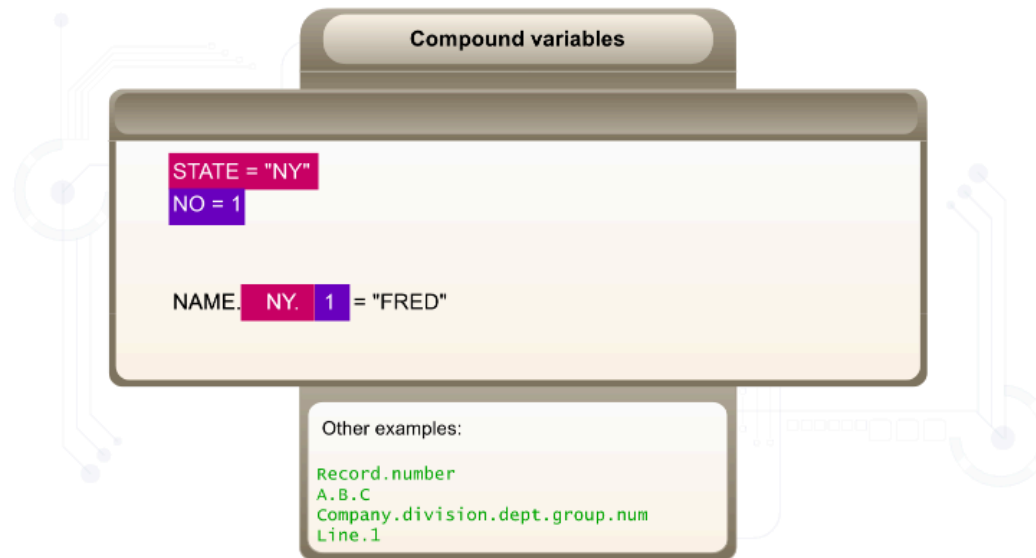 Compound variables
STATE = "NY"
NO = 1
NAME. NY. 1 = "FRED"
Other examples:
Record.number
A.B.C
Company.division.dept.group.num
Line.1